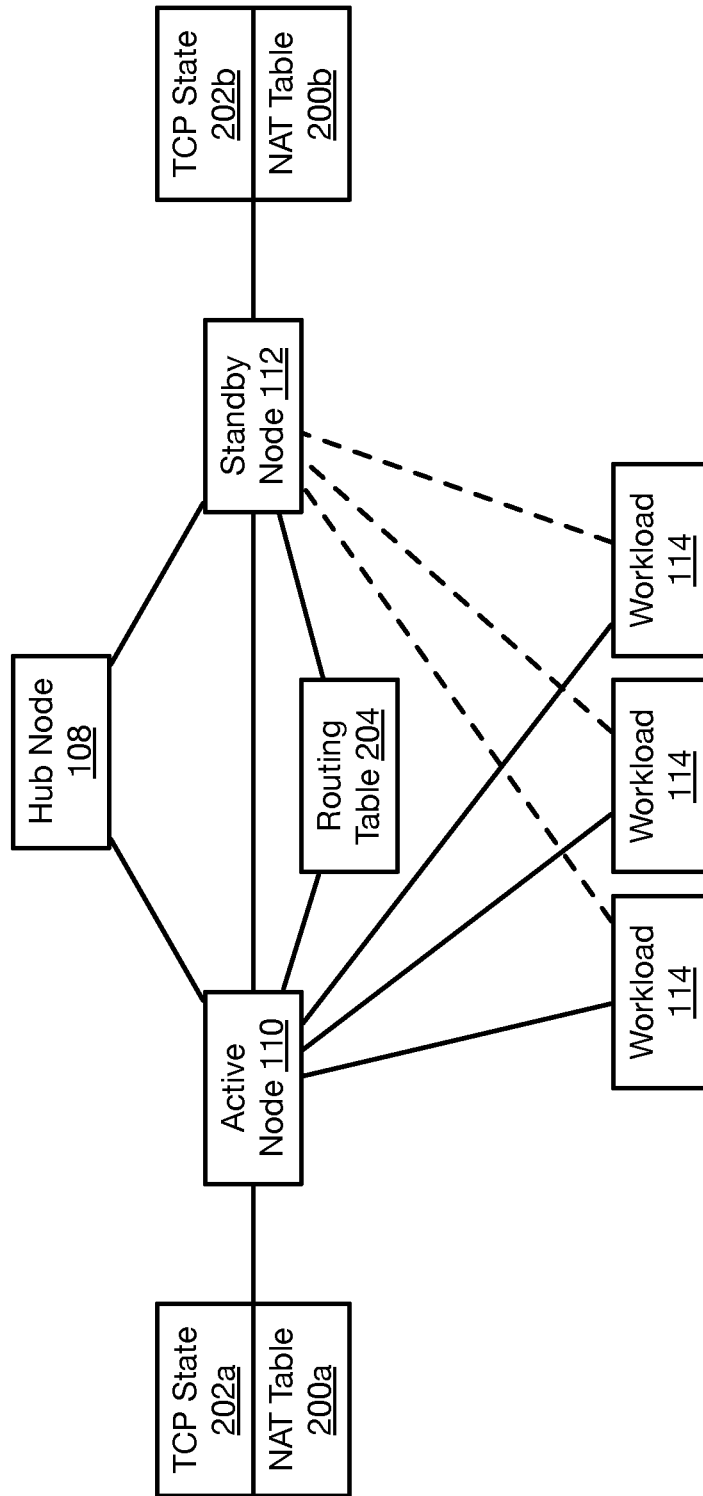 Hub Node
108
TCP State
202a
NAT Table
200a
Active
Node 110
Standby
Node 112
TCP State
202b
NAT Table
200b
Routing
Table 204
Workload
114
Workload
114
Workload
114